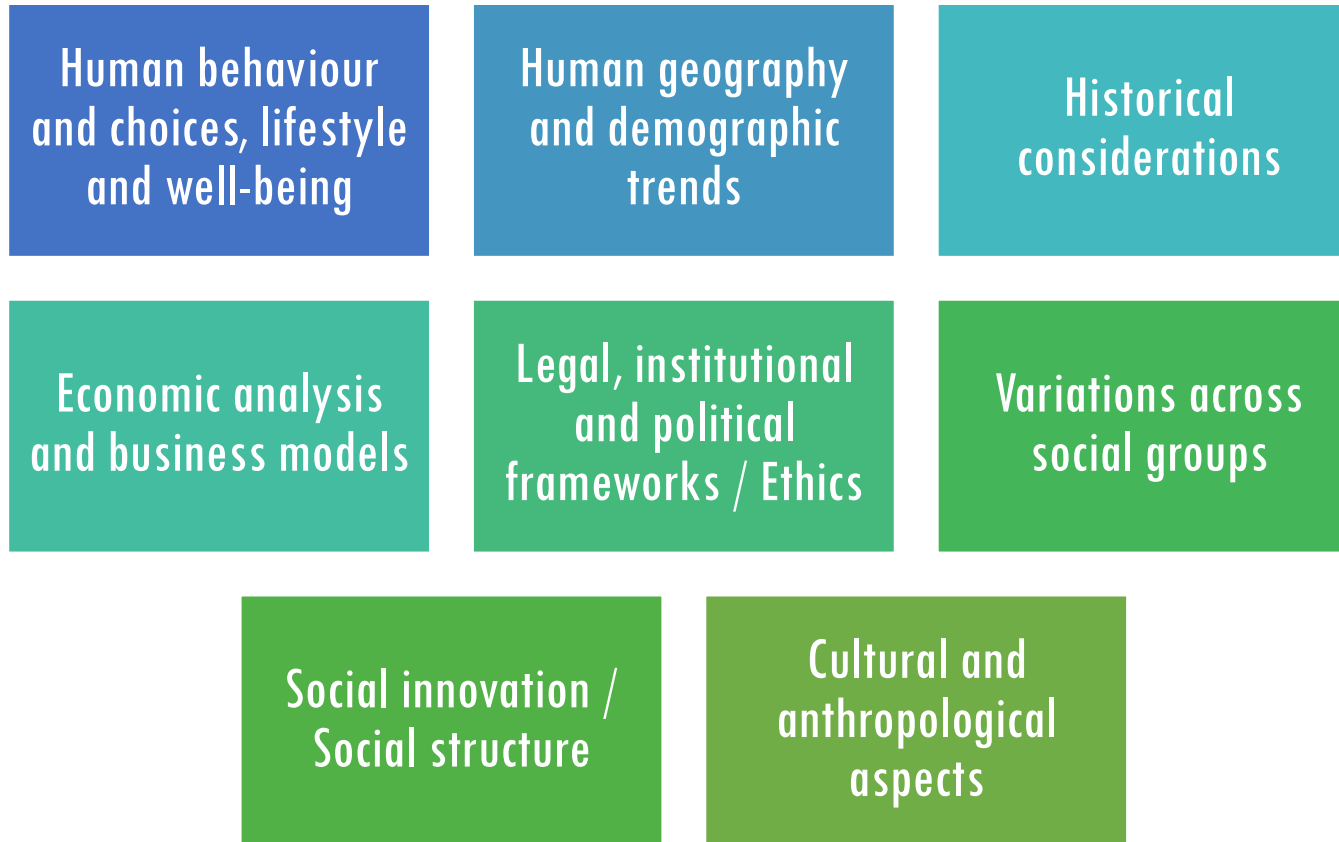 Human behaviour
and choices, lifestyle
and well-being
Human geography
and demographic
trends
Historical
considerations
Economic analysis
and business models
Legal, institutional
and political
frameworks / Ethics
Variations across
social groups
Social innovation /
Social structure
Cultural and
anthropological
aspects